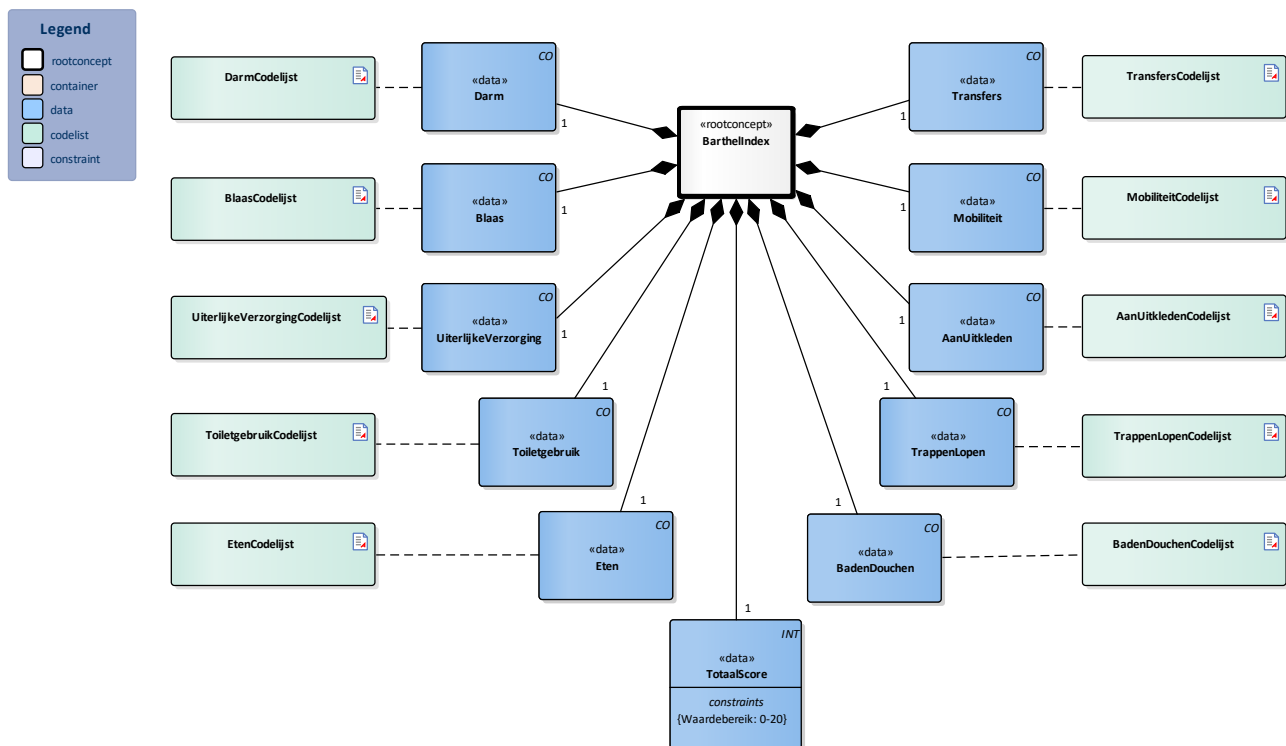 Legend
rootconcept
container
data
codelist
constraint
DarmCodelijst
CO
«data»
Darm
1
«rootconcept»
BarthelIndex
CO
«data»
Transfers
1
TransfersCodelijst
BlaasCodelijst
CO
«data»
Blaas
1
CO
«data»
Mobiliteit
1
MobiliteitCodelijst
UiterlijkeVerzorgingCodelijst
CO
«data»
UiterlijkeVerzorging
1
CO
«data»
AanUitkleden
1
AanUitkledenCodelijst
ToiletgebruikCodelijst
1
CO
«data»
Toiletgebruik
1
CO
«data»
TrappenLopen
TrappenLopenCodelijst
EtenCodelijst
1
CO
«data»
Eten
1
CO
«data»
BadenDouchen
BadenDouchenCodelijst
1
INT
«data»
TotaalScore
constraints
{Waardebereik: 0-20}